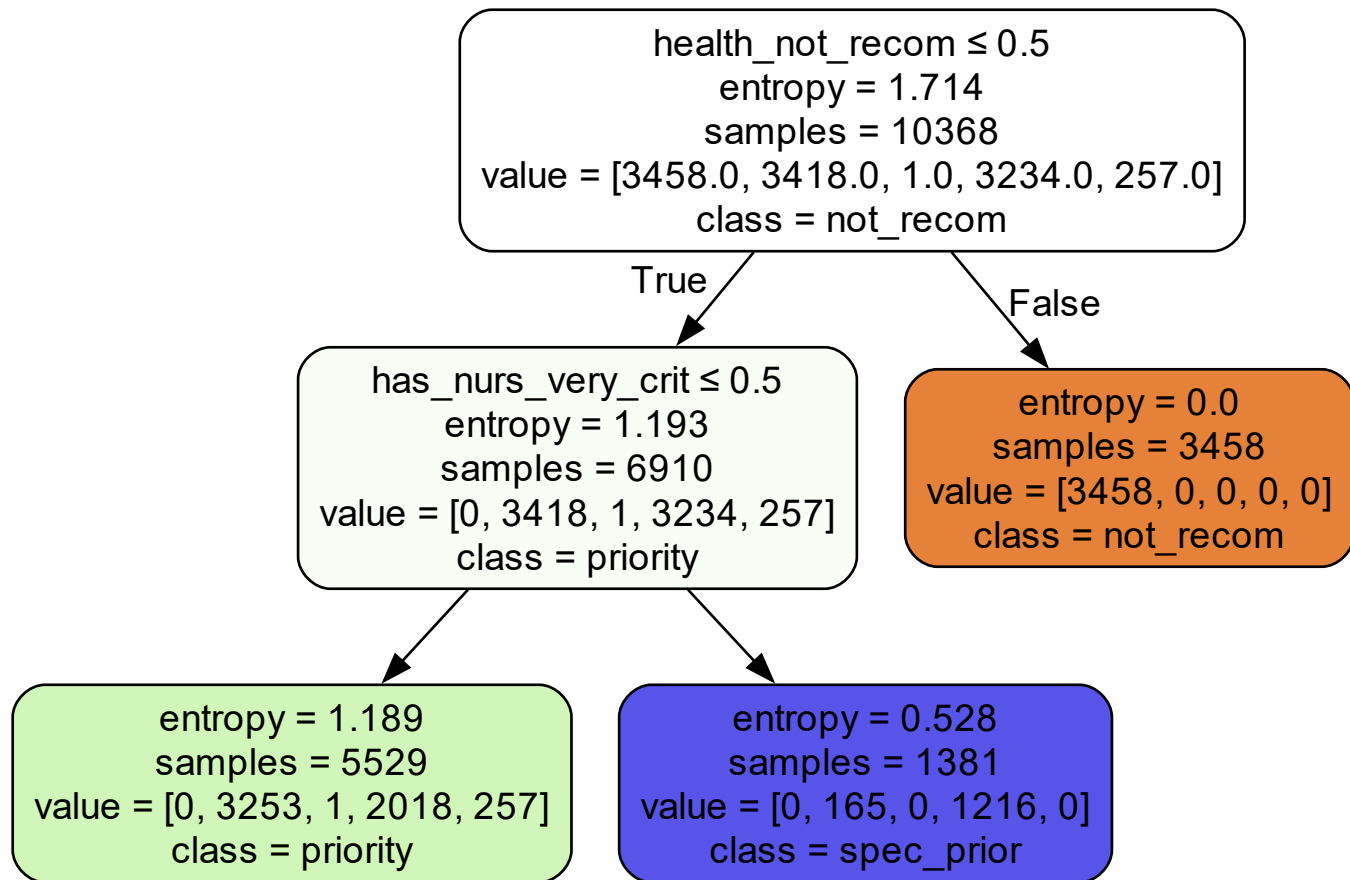 health_not_recom ≤ 0.5
entropy = 1.714
samples = 10368
value = [3458.0, 3418.0, 1.0, 3234.0, 257.0]
class = not_recom
True
False
has_nurs_very_crit ≤ 0.5
entropy = 1.193
samples = 6910
value = [0, 3418, 1, 3234, 257]
class = priority
entropy = 0.0
samples = 3458
value = [3458, 0, 0, 0, 0]
class = not_recom
entropy = 1.189
samples = 5529
value = [0, 3253, 1, 2018, 257]
class = priority
entropy = 0.528
samples = 1381
value = [0, 165, 0, 1216, 0]
class = spec_prior